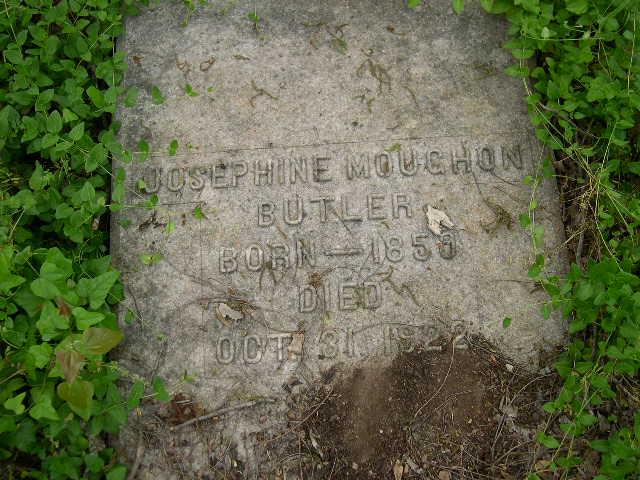 JOSEPHINE MOUGHON
BUTLER
BORN — 1850
DIED
OCT. 31. 1922